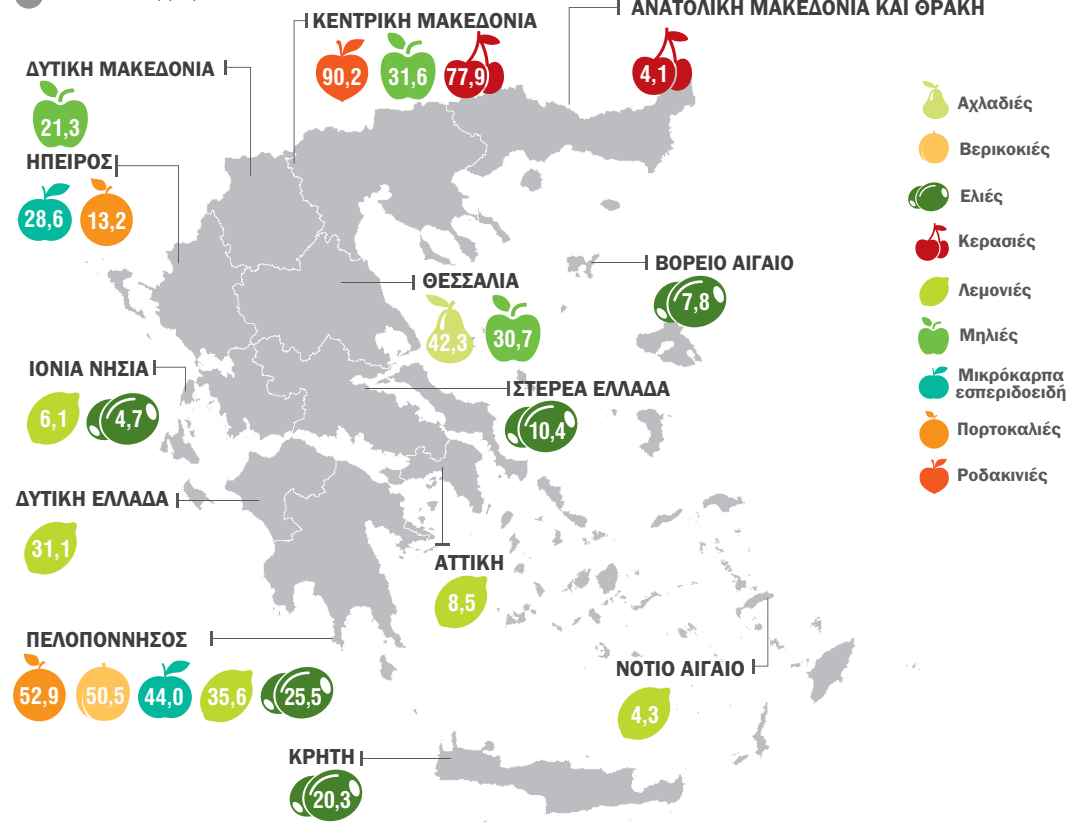 ΚΕΝΤΡΙΚΗ ΜΑΚΕΔΟΝΙΑ
90,2 31,6 77,9
ΑΝΑΤΟΛΙΚΗ ΜΑΚΕΔΟΝΙΑ ΚΑΙ ΘΡΑΚΗ
4,1
ΔΥΤΙΚΗ ΜΑΚΕΔΟΝΙΑ
21,3
ΗΠΕΙΡΟΣ
28,6 13,2
ΘΕΣΣΑΛΙΑ
42,3 30,7
ΒΟΡΕΙΟ ΑΙΓΑΙΟ
7,8
ΙΟΝΙΑ ΝΗΣΙΑ
6,1 4,7
ΣΤΕΡΕΑ ΕΛΛΑΔΑ
10,4
ΔΥΤΙΚΗ ΕΛΛΑΔΑ
31,1
ΑΤΤΙΚΗ
8,5
ΠΕΛΟΠΟΝΝΗΣΟΣ
52,9 50,5 44,0 35,6 25,5
ΝΟΤΙΟ ΑΙΓΑΙΟ
4,3
ΚΡΗΤΗ
20,3
Αχλαδιές
Βερικοκιές
Ελιές
Κερασιές
Λεμονιές
Μηλιές
Μικρόκαρπα
εσπεριδοειδή
Πορτοκαλιές
Ροδακινιές